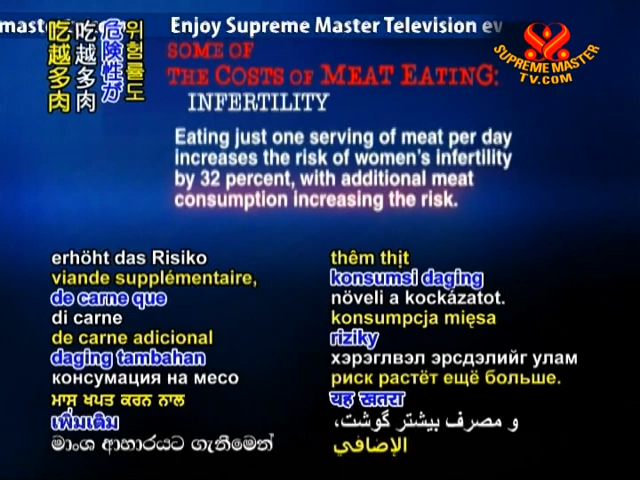 maste
Enjoy Supreme Master Television ev
SUPREME MASTER
TV.COM
吃越多肉
吃越多肉
危険性が
위험률도
SOME OF
THE COSTS OF MEAT EATING:
INFERTILITY
Eating just one serving of meat per day
increases the risk of women's infertility
by 32 percent, with additional meat
consumption increasing the risk.
erhöht das Risiko
viande supplémentaire,
de carne que
di carne
de carne adicional
daging tambahan
консумация на месо
ਮਾਸ ਖਪਤ ਕਰਨ ਨਾਲ
เพิ่มเติม
මාංශ ආහාරයට ගැනීමෙන්
thêm thịt
konsumsi daging
növeli a kockázatot.
konsumpcja mięsa
riziky
хэрэглвэл эрсдэлийг улам
риск растёт ещё больше.
यह खतरा
و مصرف بیشتر گوشت،
الإضافي